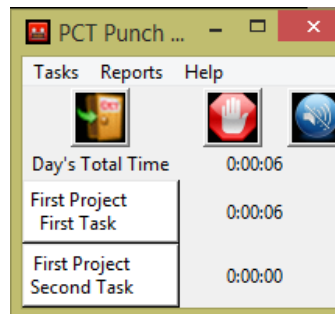 PCT Punch ...
Tasks Reports Help
EXIT
Day's Total Time 0:00:06
First Project
First Task
0:00:06
First Project
Second Task
0:00:00